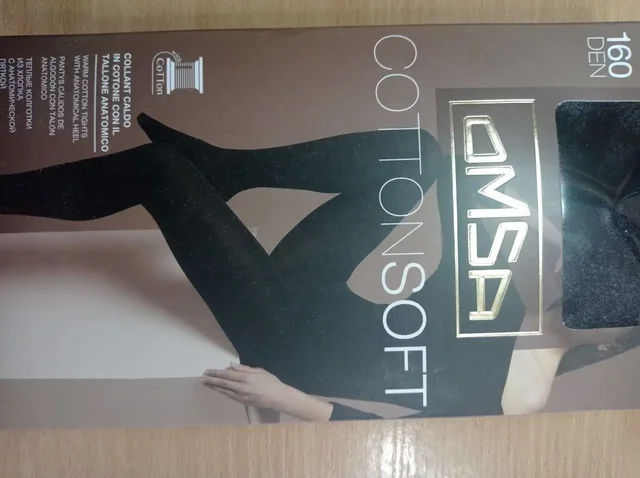 160
DEN
OMSA
COTTONSOFT
with
COTTON
COLLANT CALDO
IN COTONE CON IL
TALLONE ANATOMICO
WARM COTTON TIGHTS
WITH ANATOMICAL HEEL
PANTYS CALIDOS DE
ALGODON CON TALON
ANATOMICO
ТЕПЛЫЕ КОЛГОТКИ
ИЗ ХЛОПКА
С АНАТОМИЧЕСКОЙ
ПЯТКОЙ